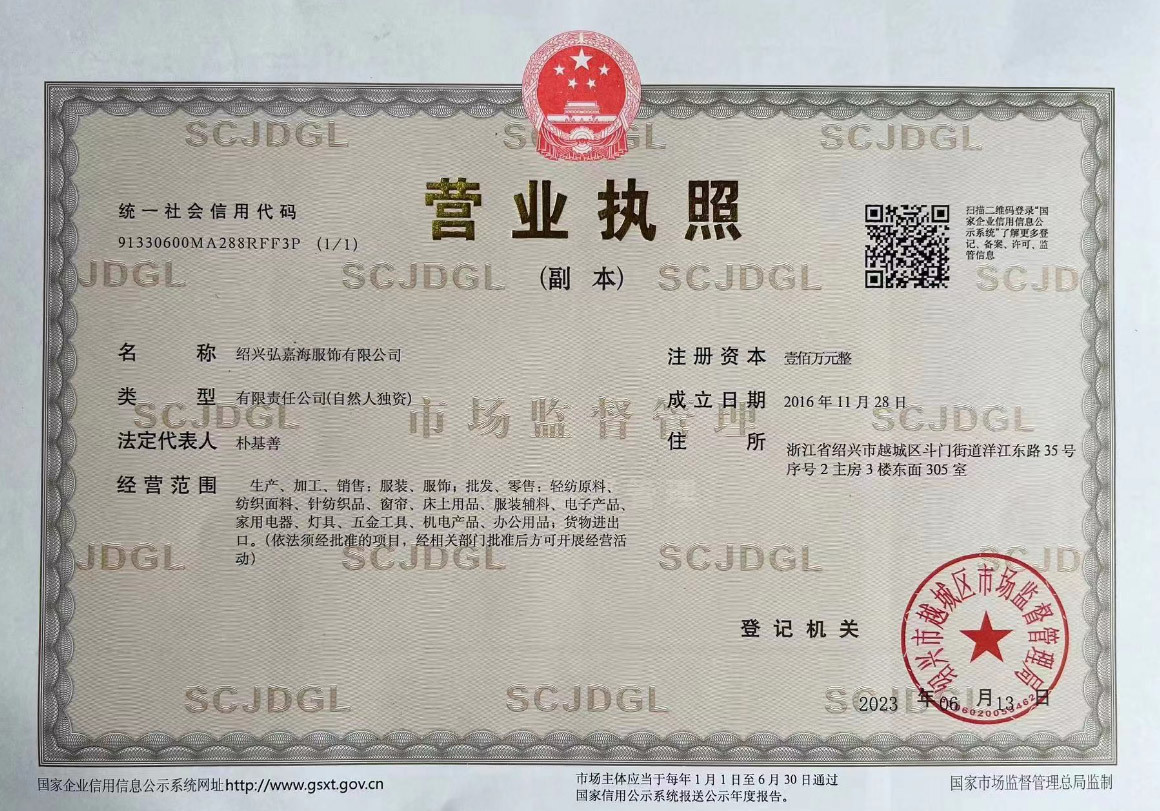 SCJDGL
SCJDGL
营业执照
(副 本)
统一社会信用代码
91330600MA288RFF3P (1/1)
扫描二维码登录“国
家企业信用信息公
示系统”了解更多登
记、备案、许可、监
管信息
JDGL SCJDGL SCJDGL SCJD
名 称 绍兴弘嘉海服饰有限公司
类 型 有限责任公司(自然人独资)
法定代表人 朴基善
经营范围 生产、加工、销售：服装、服饰；批发、零售：轻纺原料、
纺织面料、针纺织品、窗帘、床上用品、服装辅料、电子产品、
家用电器、灯具、五金工具、机电产品、办公用品；货物进出
口。（依法须经批准的项目，经相关部门批准后方可开展经营活
动）
注册资本 壹佰万元整
成立日期 2016 年 11 月 28 日
住 所 浙江省绍兴市越城区斗门街道洋江东路 35 号
序号 2 主房 3 楼东面 305 室
SCJDGL 市场监督管理 SCJDGL
JDGL SCJDGL SCJDGL SCJD
登记机关
绍兴市越城区市场监督管理局
2023 年 06 月 13 日
SCJDGL SCJDGL
国家企业信用信息公示系统网址http://www.gsxt.gov.cn
市场主体应当于每年 1 月 1 日至 6 月 30 日通过
国家信用公示系统报送公示年度报告。
国家市场监督管理总局监制